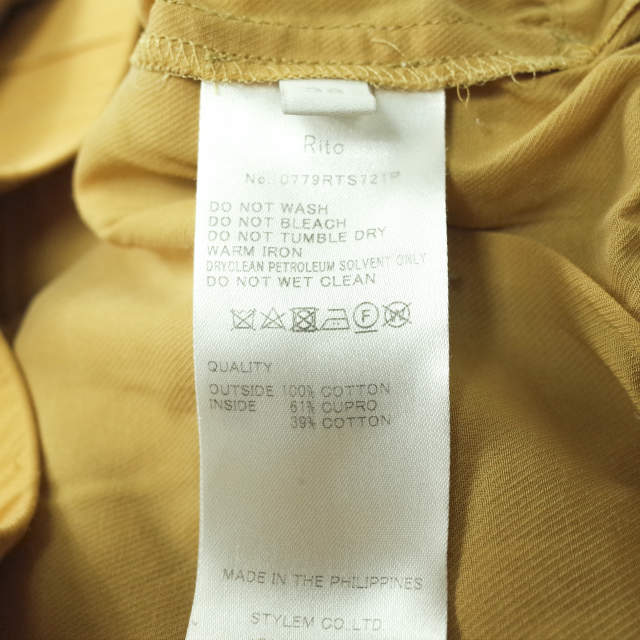 Rito
No: 0779RTS121P
DO NOT WASH
DO NOT BLEACH
DO NOT TUMBLE DRY
WARM IRON
DRYCLEAN PETROLEUM SOLVENT ONLY
DO NOT WET CLEAN
F
QUALITY
OUTSIDE 100% COTTON
INSIDE 61% CUPRO
39% COTTON
MADE IN THE PHILIPPINES
STYLEM CO.,LTD.